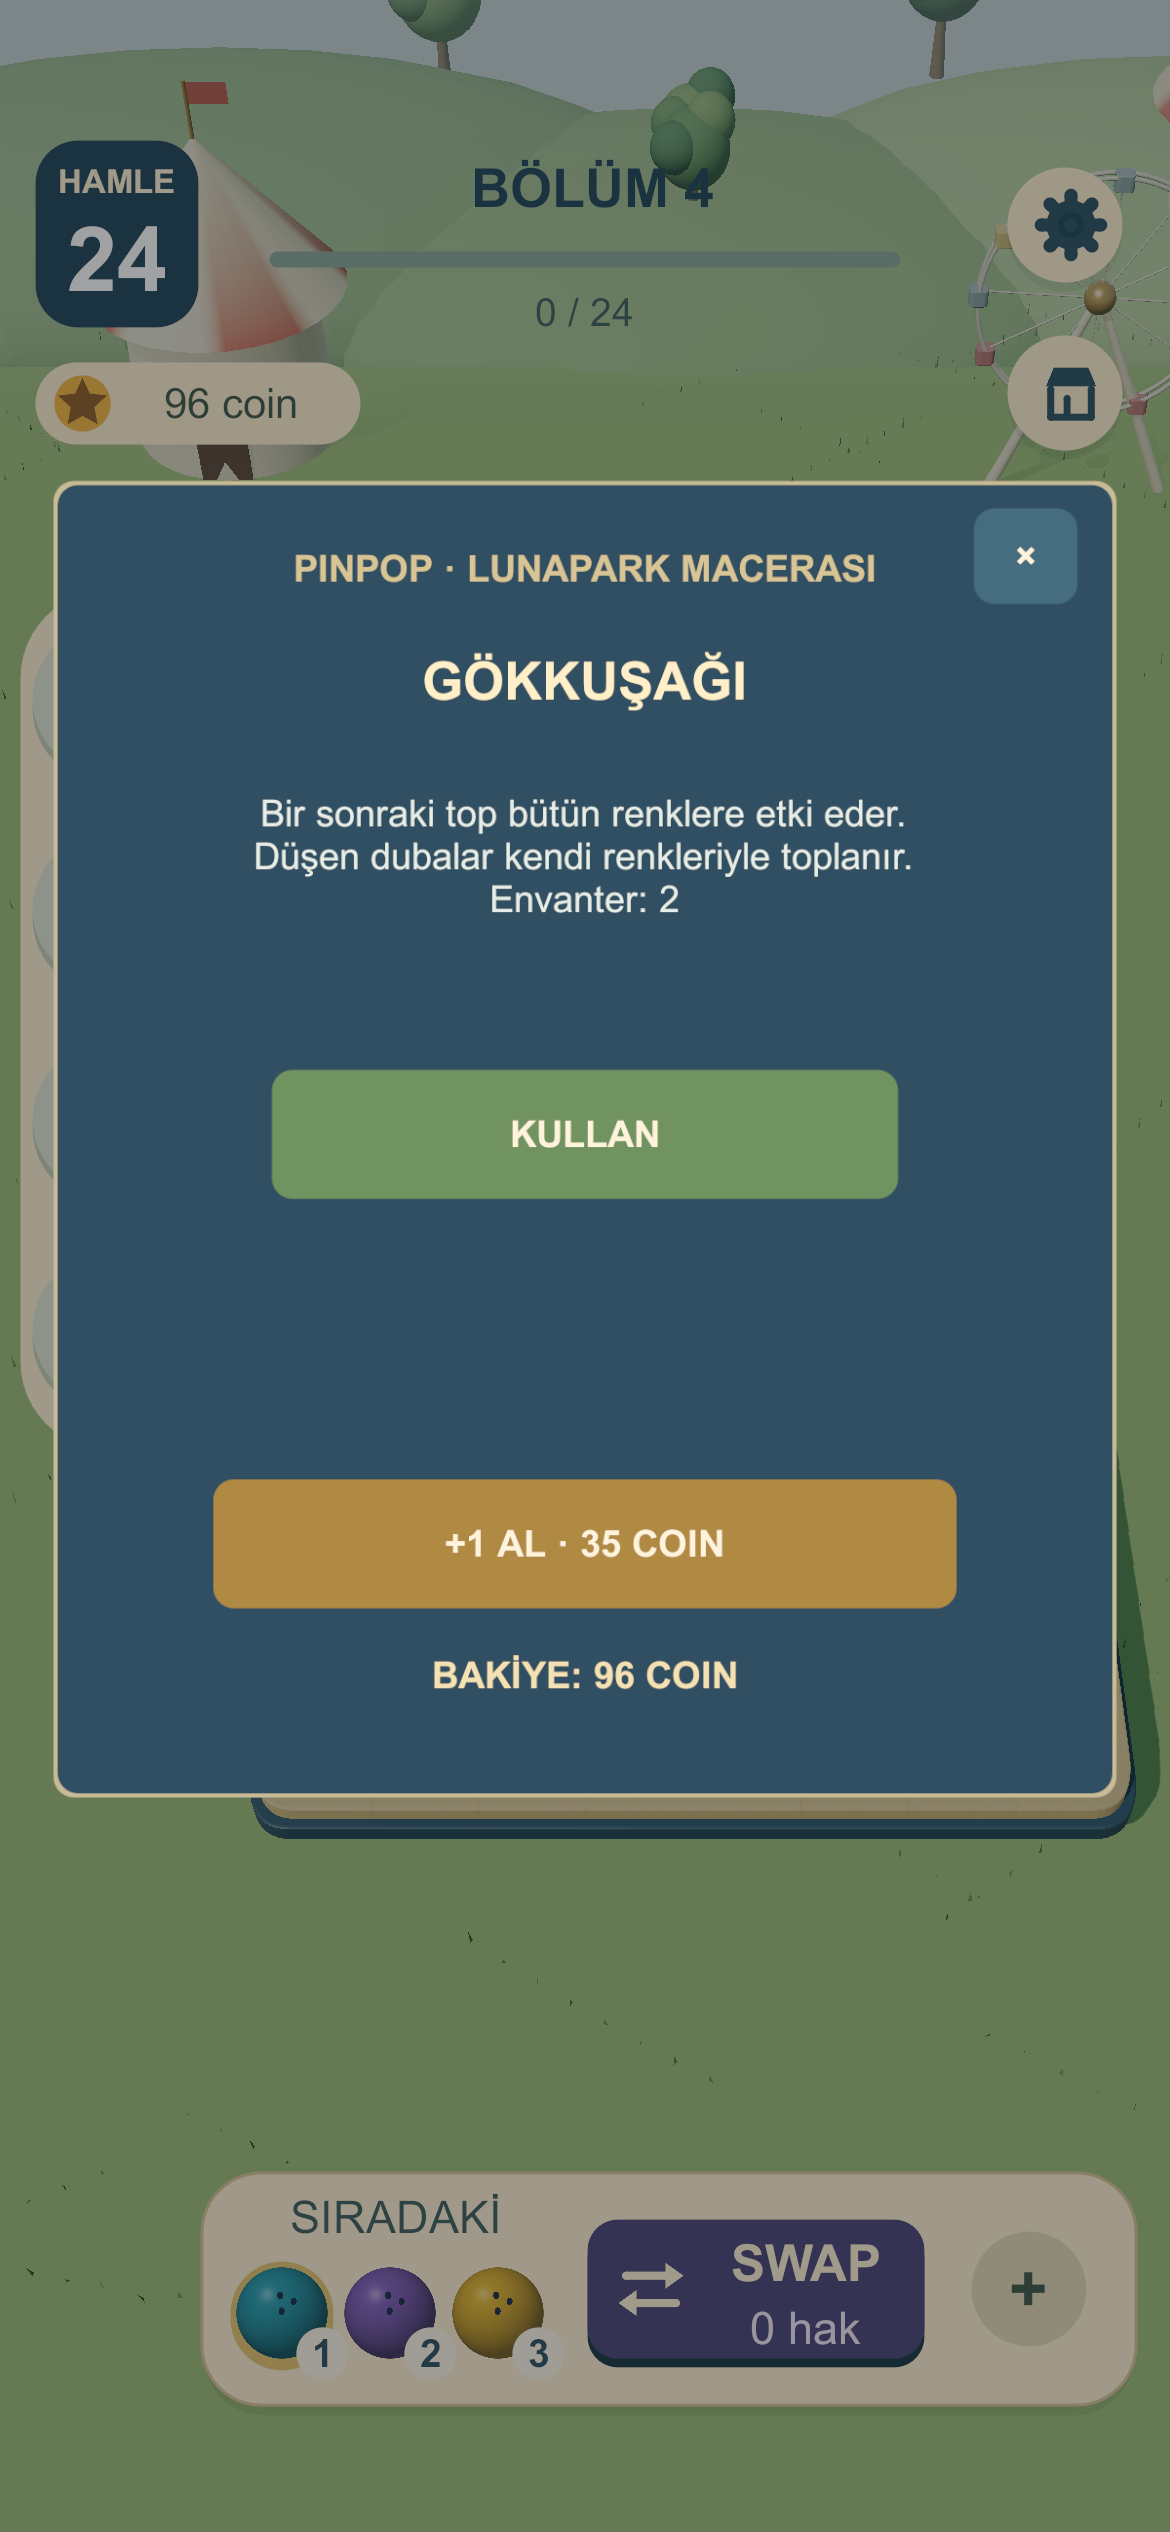 HAMLE
24
BÖLÜM 4
0 / 24
96 coin
PINPOP · LUNAPARK MACERASI
×
GÖKKUŞAĞI
Bir sonraki top bütün renklere etki eder.
Düşen dubalar kendi renkleriyle toplanır.
Envanter: 2
KULLAN
+1 AL · 35 COIN
BAKİYE: 96 COIN
SIRADAKİ
1
2
3
SWAP
0 hak
+